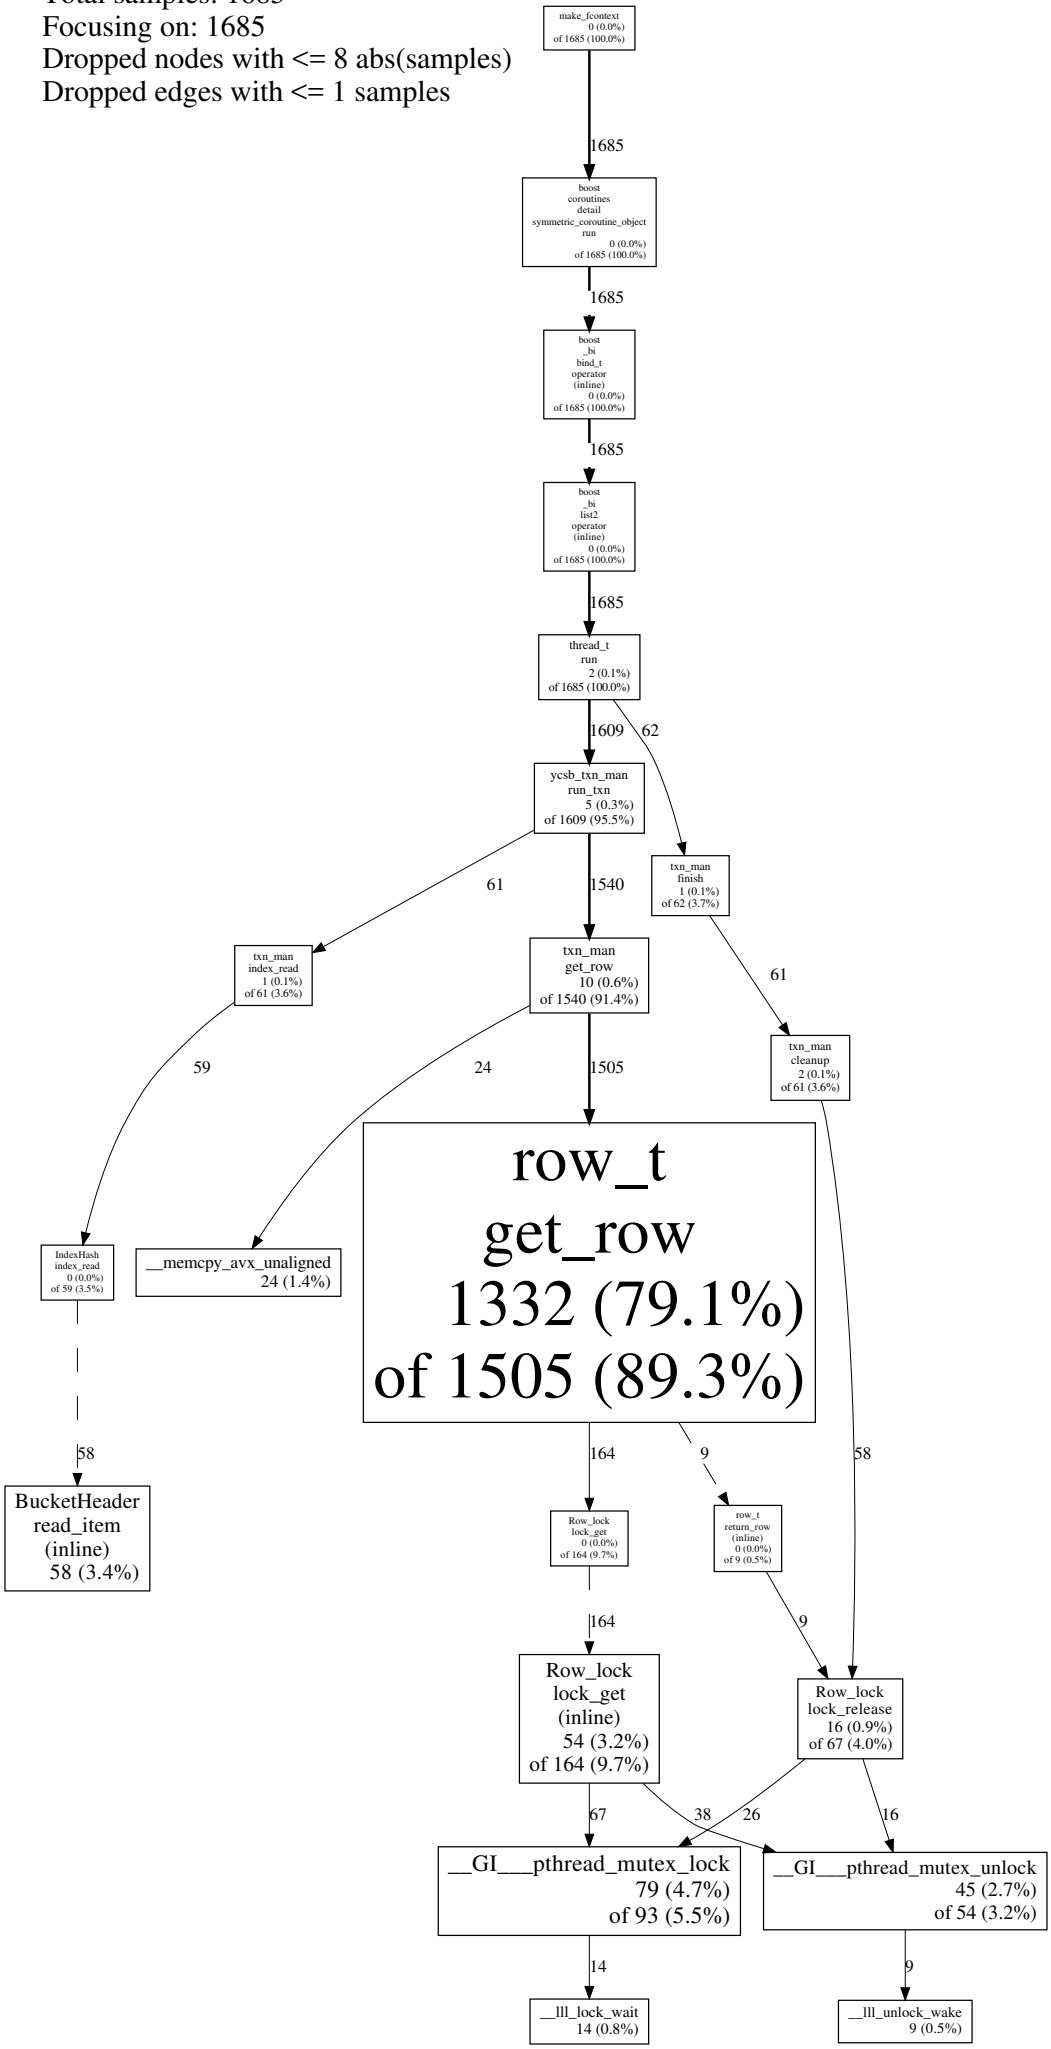 Total samples: 1685
Focusing on: 1685
Dropped nodes with <= 8 abs(samples)
Dropped edges with <= 1 samples
make_fcontext
0 (0.0%)
of 1685 (100.0%)
1685
boost
coroutines
detail
symmetric_coroutine_object
run
0 (0.0%)
of 1685 (100.0%)
1685
boost
_bi
bind_t
operator
(inline)
0 (0.0%)
of 1685 (100.0%)
1685
boost
_bi
list2
operator
(inline)
0 (0.0%)
of 1685 (100.0%)
1685
thread_t
run
2 (0.1%)
of 1685 (100.0%)
1609
62
ycsb_txn_man
run_txn
5 (0.3%)
of 1609 (95.5%)
61
1540
txn_man
finish
1 (0.1%)
of 62 (3.7%)
txn_man
index_read
1 (0.1%)
of 61 (3.6%)
txn_man
get_row
10 (0.6%)
of 1540 (91.4%)
61
59
24
1505
txn_man
cleanup
2 (0.1%)
of 61 (3.6%)
IndexHash
index_read
0 (0.0%)
of 59 (3.5%)
__memcpy_avx_unaligned
24 (1.4%)
row_t
get_row
1332 (79.1%)
of 1505 (89.3%)
58
164
9
58
BucketHeader
read_item
(inline)
58 (3.4%)
Row_lock
lock_get
0 (0.0%)
of 164 (9.7%)
row_t
return_row
(inline)
0 (0.0%)
of 9 (0.5%)
164
9
Row_lock
lock_get
(inline)
54 (3.2%)
of 164 (9.7%)
Row_lock
lock_release
16 (0.9%)
of 67 (4.0%)
67
38
26
16
__GI___pthread_mutex_lock
79 (4.7%)
of 93 (5.5%)
__GI___pthread_mutex_unlock
45 (2.7%)
of 54 (3.2%)
14
9
__lll_lock_wait
14 (0.8%)
__lll_unlock_wake
9 (0.5%)